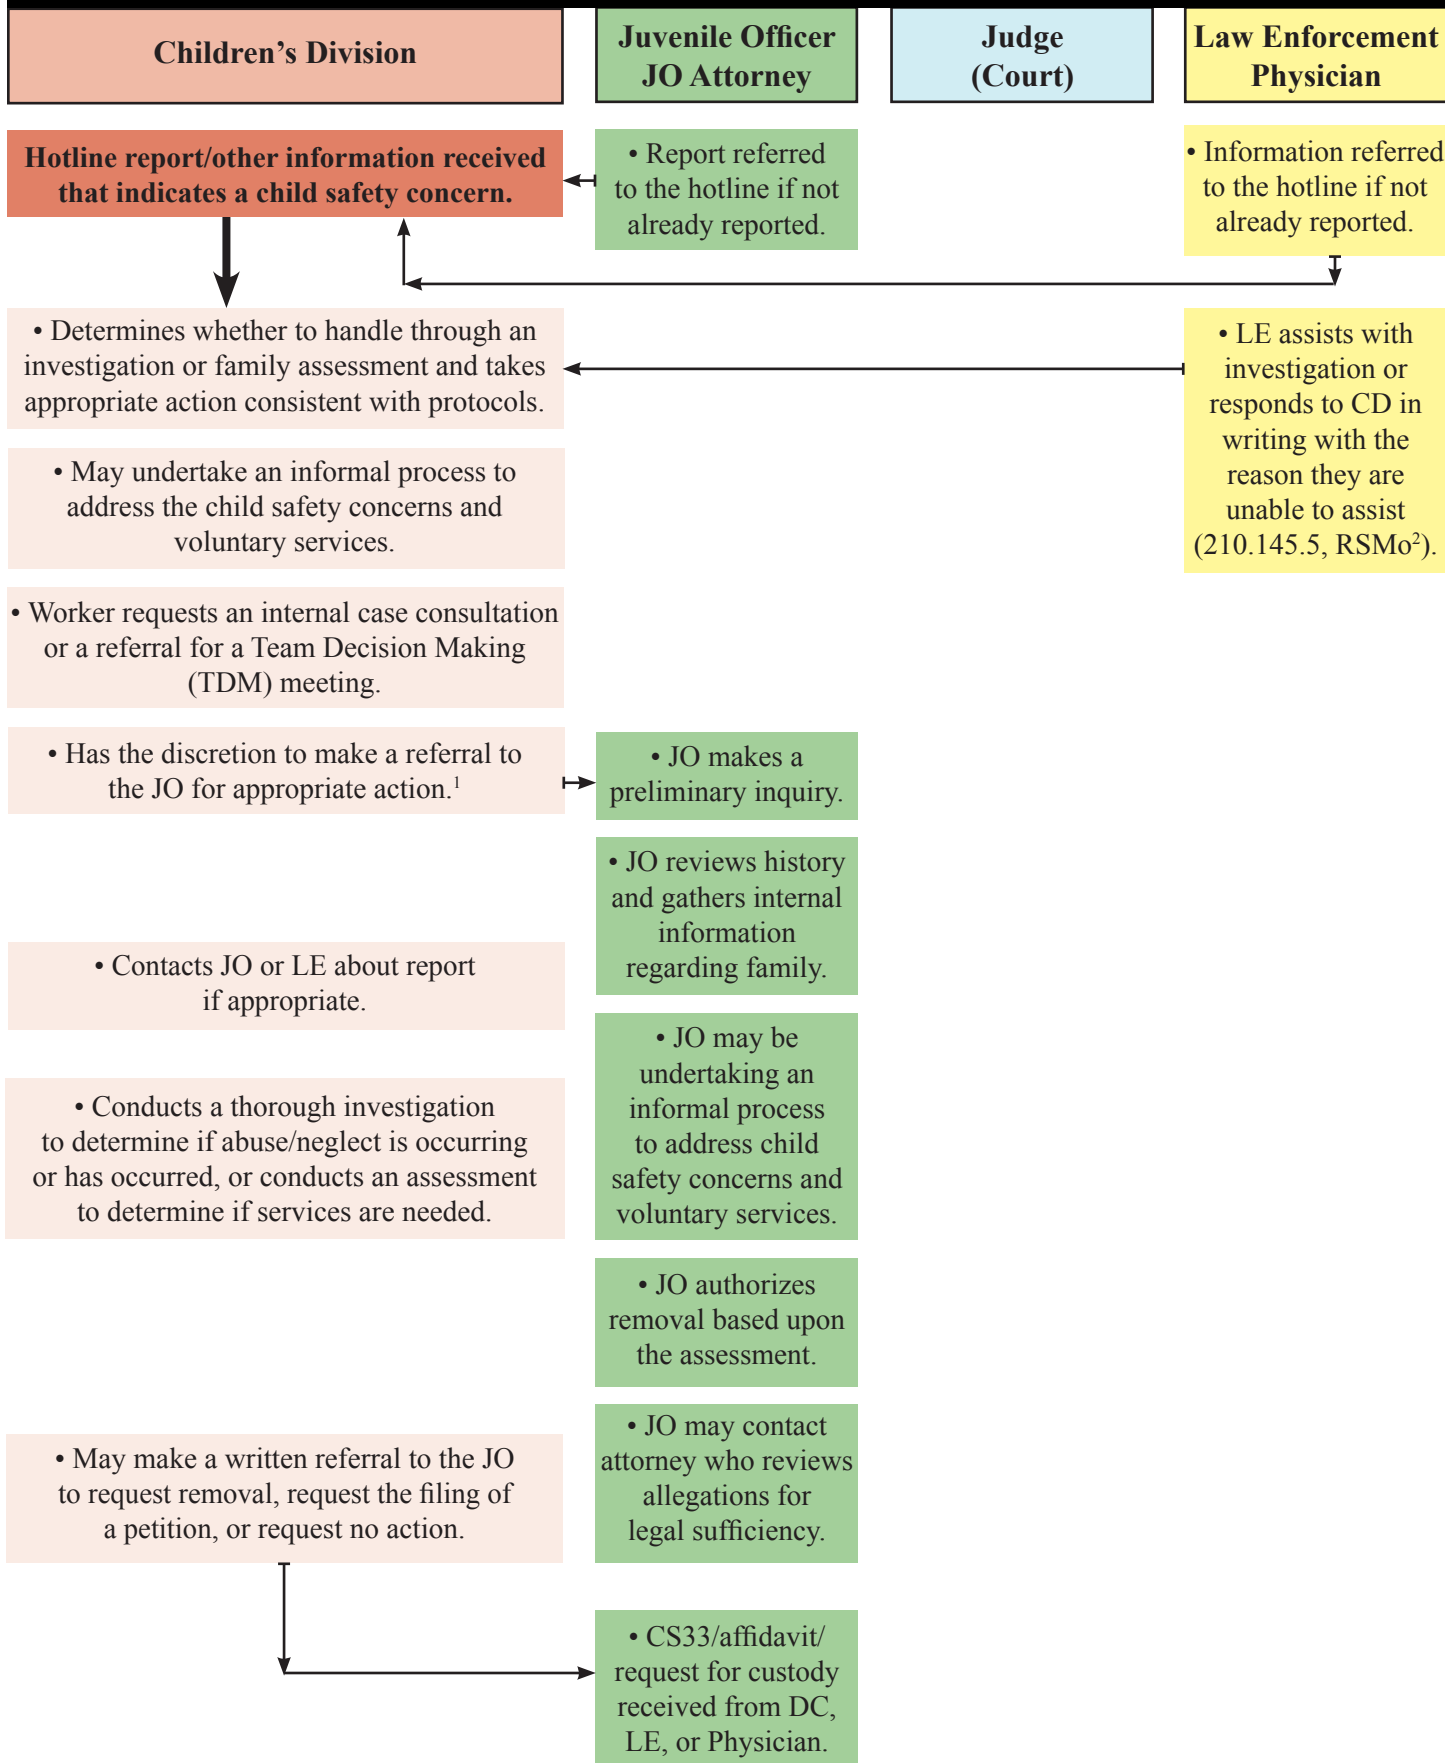 Children's Division
Juvenile Officer
JO Attorney
Judge
(Court)
Law Enforcement
Physician
Hotline report/other information received
that indicates a child safety concern.
• Report referred
to the hotline if not
already reported.
• Information referred
to the hotline if not
already reported.
• Determines whether to handle through an
investigation or family assessment and takes
appropriate action consistent with protocols.
• LE assists with
investigation or
responds to CD in
writing with the
reason they are
unable to assist
(210.145.5, RSMo²).
• May undertake an informal process to
address the child safety concerns and
voluntary services.
• Worker requests an internal case consultation
or a referral for a Team Decision Making
(TDM) meeting.
• Has the discretion to make a referral to
the JO for appropriate action.¹
• JO makes a
preliminary inquiry.
• JO reviews history
and gathers internal
information
regarding family.
• Contacts JO or LE about report
if appropriate.
• JO may be
undertaking an
informal process
to address child
safety concerns and
voluntary services.
• Conducts a thorough investigation
to determine if abuse/neglect is occurring
or has occurred, or conducts an assessment
to determine if services are needed.
• JO authorizes
removal based upon
the assessment.
• JO may contact
attorney who reviews
allegations for
legal sufficiency.
• May make a written referral to the JO
to request removal, request the filing of
a petition, or request no action.
• CS33/affidavit/
request for custody
received from DC,
LE, or Physician.